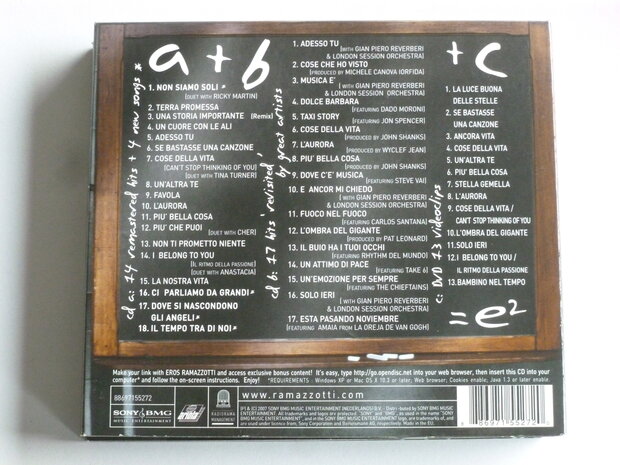 a + b
+ c
= e²
cd a: 14 remastered hits + 4 new songs*
1. NON SIAMO SOLI*
(DUET WITH RICKY MARTIN)
2. TERRA PROMESSA
3. UNA STORIA IMPORTANTE (Remix)
4. UN CUORE CON LE ALI
5. ADESSO TU
6. SE BASTASSE UNA CANZONE
7. COSE DELLA VITA
(CAN'T STOP THINKING OF YOU)
(DUET WITH TINA TURNER)
8. UN'ALTRA TE
9. FAVOLA
10. L'AURORA
11. PIU' BELLA COSA
12. PIU' CHE PUOI
(DUET WITH CHER)
13. NON TI PROMETTO NIENTE
14. I BELONG TO YOU
(IL RITMO DELLA PASSIONE)
(DUET WITH ANASTACIA)
15. LA NOSTRA VITA
16. CI PARLIAMO DA GRANDI*
17. DOVE SI NASCONDONO
GLI ANGELI*
18. IL TEMPO TRA DI NOI*
cd b: 17 hits 'revisited'
by great artists
1. ADESSO TU
(WITH GIAN PIERO REVERBERI
& LONDON SESSION ORCHESTRA)
2. COSE CHE HO VISTO
(PRODUCED BY MICHELE CANOVA IORFIDA)
3. MUSICA E'
(WITH GIAN PIERO REVERBERI &
LONDON SESSION ORCHESTRA)
4. DOLCE BARBARA
(FEATURING DADO MORONI)
5. TAXI STORY
(FEATURING JON SPENCER)
6. COSE DELLA VITA
(PRODUCED BY JOHN SHANKS)
7. L'AURORA
(PRODUCED BY WYCLEF JEAN)
8. PIU' BELLA COSA
(PRODUCED BY JOHN SHANKS)
9. DOVE C'E' MUSICA
(FEATURING STEVE VAI)
10. E ANCOR MI CHIEDO
(WITH GIAN PIERO REVERBERI &
LONDON SESSION ORCHESTRA)
11. FUOCO NEL FUOCO
(FEATURING CARLOS SANTANA)
12. L'OMBRA DEL GIGANTE
(PRODUCED BY PAT LEONARD)
13. IL BUIO HA I TUOI OCCHI
(FEATURING RHYTHM DEL MUNDO)
14. UN ATTIMO DI PACE
(FEATURING TAKE 6)
15. UN'EMOZIONE PER SEMPRE
(FEATURING THE CHIEFTAINS)
16. SOLO IERI
(WITH GIAN PIERO REVERBERI
& LONDON SESSION ORCHESTRA)
17. ESTA PASANDO NOVIEMBRE
(FEATURING AMAIA FROM LA OREJA DE VAN GOGH)
c: DVD 13 videoclips
1. LA LUCE BUONA
DELLE STELLE
2. SE BASTASSE
UNA CANZONE
3. ANCORA VITA
4. COSE DELLA VITA
5. UN'ALTRA TE
6. PIU' BELLA COSA
7. STELLA GEMELLA
8. L'AURORA
9. COSE DELLA VITA/
CAN'T STOP THINKING OF YOU
10. L'OMBRA DEL GIGANTE
11. SOLO IERI
12. I BELONG TO YOU/
(IL RITMO DELLA PASSIONE)
13. BAMBINO NEL TEMPO
Make your link with EROS RAMAZZOTTI and access exclusive bonus content! It's easy, type http://go.opendisc.net into your web browser, then insert this CD into your
computer* and follow the on-screen instructions. Enjoy! *REQUIREMENTS Windows XP or Mac OS X 10.3 or later, Web browser, Cookies enable; Java 1.3 or later enable.
88697155272
SONY BMG
MUSIC ENTERTAINMENT
RADIORAMA
www.ramazzotti.com
(P) & (C) 2007 SONY BMG MUSIC ENTERTAINMENT (NEDERLAND) B.V.
8 86971 55272